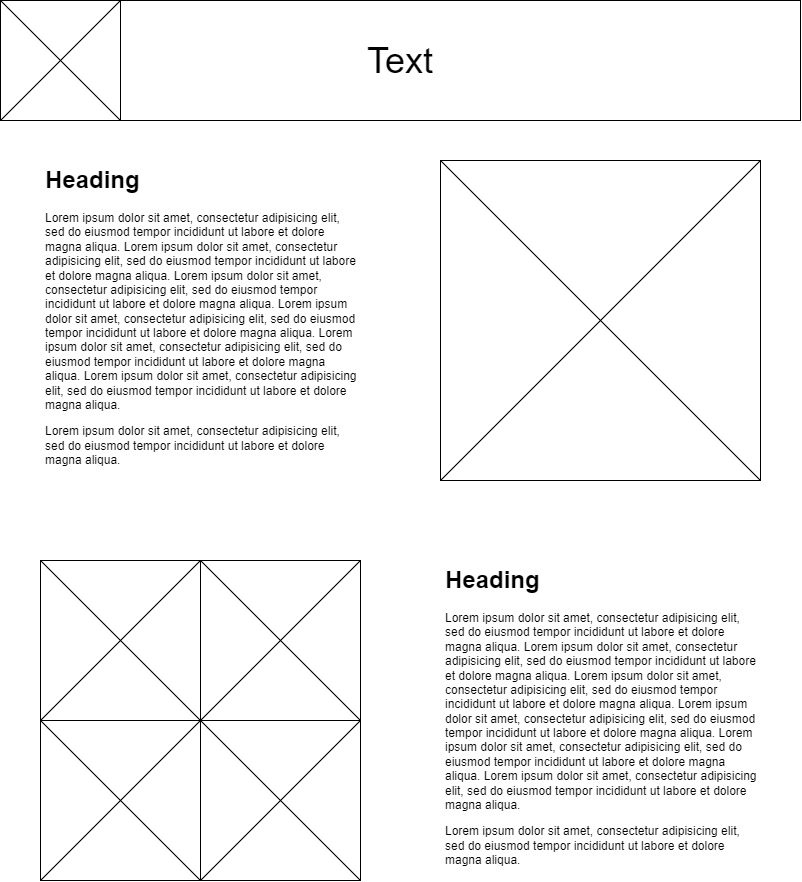 Text
Heading
Lorem ipsum dolor sit amet, consectetur adipisicing elit,
sed do eiusmod tempor incididunt ut labore et dolore
magna aliqua. Lorem ipsum dolor sit amet, consectetur
adipisicing elit, sed do eiusmod tempor incididunt ut labore
et dolore magna aliqua. Lorem ipsum dolor sit amet,
consectetur adipisicing elit, sed do eiusmod tempor
incididunt ut labore et dolore magna aliqua. Lorem ipsum
dolor sit amet, consectetur adipisicing elit, sed do eiusmod
tempor incididunt ut labore et dolore magna aliqua. Lorem
ipsum dolor sit amet, consectetur adipisicing elit, sed do
eiusmod tempor incididunt ut labore et dolore magna
aliqua. Lorem ipsum dolor sit amet, consectetur adipisicing
elit, sed do eiusmod tempor incididunt ut labore et dolore
magna aliqua.
Lorem ipsum dolor sit amet, consectetur adipisicing elit,
sed do eiusmod tempor incididunt ut labore et dolore
magna aliqua.
Heading
Lorem ipsum dolor sit amet, consectetur adipisicing elit,
sed do eiusmod tempor incididunt ut labore et dolore
magna aliqua. Lorem ipsum dolor sit amet, consectetur
adipisicing elit, sed do eiusmod tempor incididunt ut labore
et dolore magna aliqua. Lorem ipsum dolor sit amet,
consectetur adipisicing elit, sed do eiusmod tempor
incididunt ut labore et dolore magna aliqua. Lorem ipsum
dolor sit amet, consectetur adipisicing elit, sed do eiusmod
tempor incididunt ut labore et dolore magna aliqua. Lorem
ipsum dolor sit amet, consectetur adipisicing elit, sed do
eiusmod tempor incididunt ut labore et dolore magna
aliqua. Lorem ipsum dolor sit amet, consectetur adipisicing
elit, sed do eiusmod tempor incididunt ut labore et dolore
magna aliqua.
Lorem ipsum dolor sit amet, consectetur adipisicing elit,
sed do eiusmod tempor incididunt ut labore et dolore
magna aliqua.